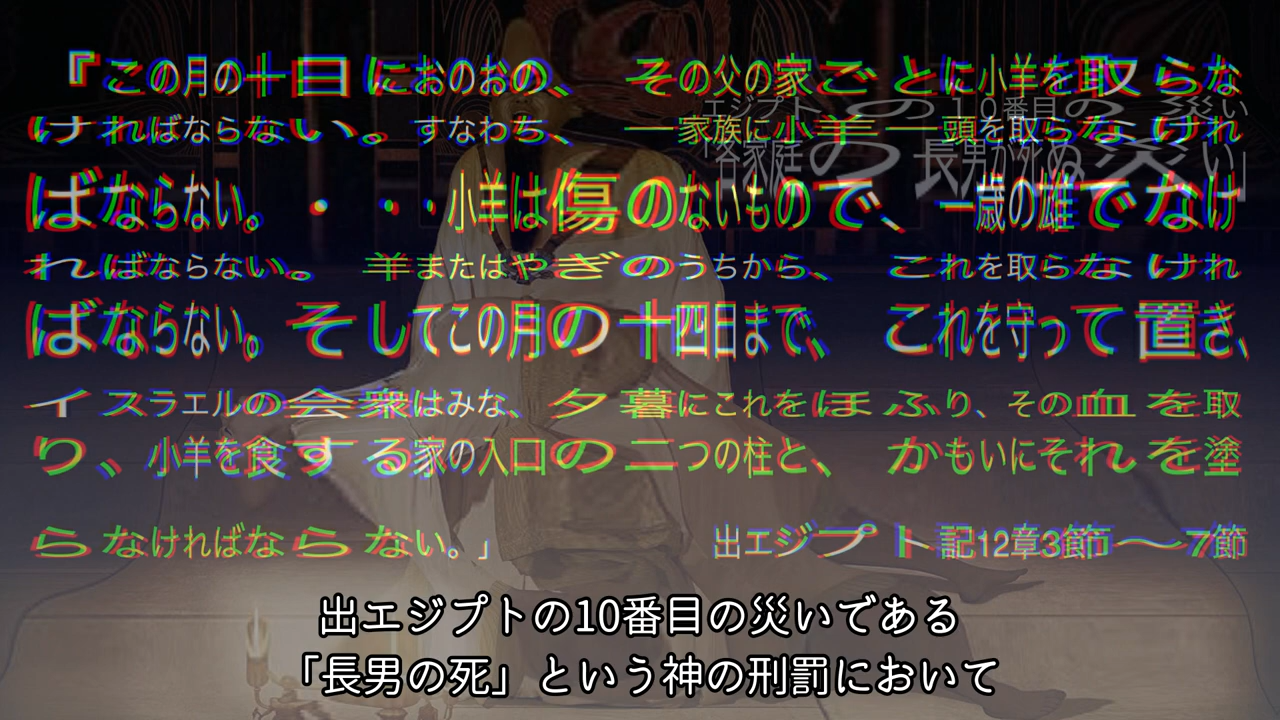 『この月の十日におのおの、その父の家ごとに小羊を取らな
ければならない。すなわち、一家族に小羊一頭を取らなければ
ばならない。・・・小羊は傷のないもので、一歳の雄でなけ
ればならない。羊またはやぎのうちから、これを取らなけれ
ばならない。そしてこの月の十四日まで、これを守って置き、
イスラエルの会衆はみな、夕暮にこれをほふり、その血を取
り、小羊を食する家の入口の二つの柱と、かもいにそれを塗
らなければならない。」 出エジプト記12章3節〜7節
エジプトの10番目の災い
「各家庭の長男が死ぬ災い」
出エジプトの10番目の災いである
「長男の死」という神の刑罰において